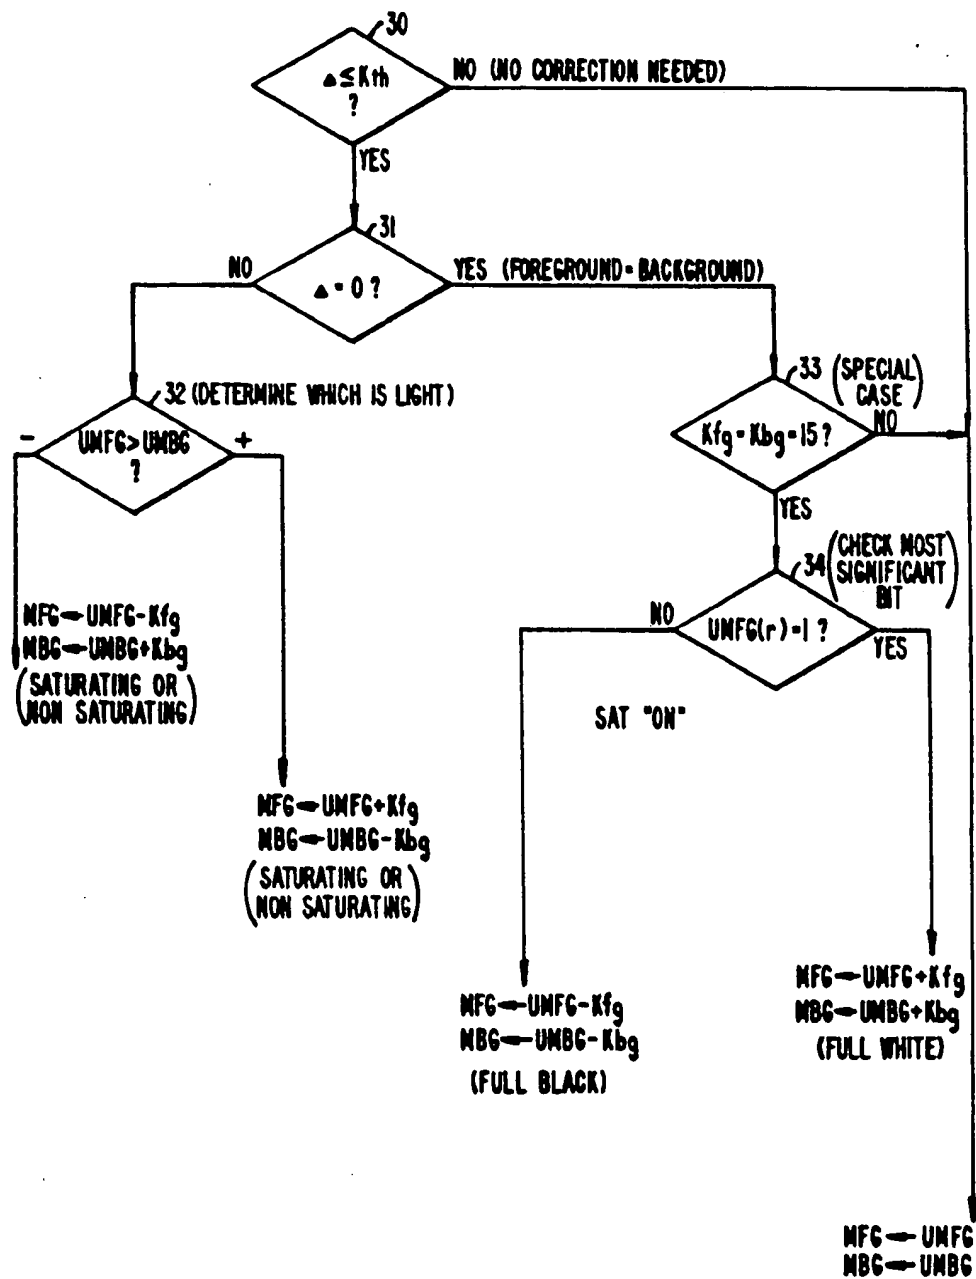 30
Δ ≤ Kth
?
NO (NO CORRECTION NEEDED)
YES
31
Δ = 0 ?
NO
YES (FOREGROUND = BACKGROUND)
32 (DETERMINE WHICH IS LIGHT)
UMFG > UMBG
?
-
+
33 (SPECIAL
CASE)
Kfg = Kbg = 15 ?
NO
YES
34 (CHECK MOST
SIGNIFICANT
BIT)
UMFG(r) = 1 ?
NO
YES
MFG ← UMFG - Kfg
MBG ← UMBG + Kbg
(SATURATING OR
NON SATURATING)
SAT "ON"
MFG ← UMFG + Kfg
MBG ← UMBG - Kbg
(SATURATING OR
NON SATURATING)
MFG ← UMFG - Kfg
MBG ← UMBG - Kbg
(FULL BLACK)
MFG ← UMFG + Kfg
MBG ← UMBG + Kbg
(FULL WHITE)
MFG ← UMFG
MBG ← UMBG